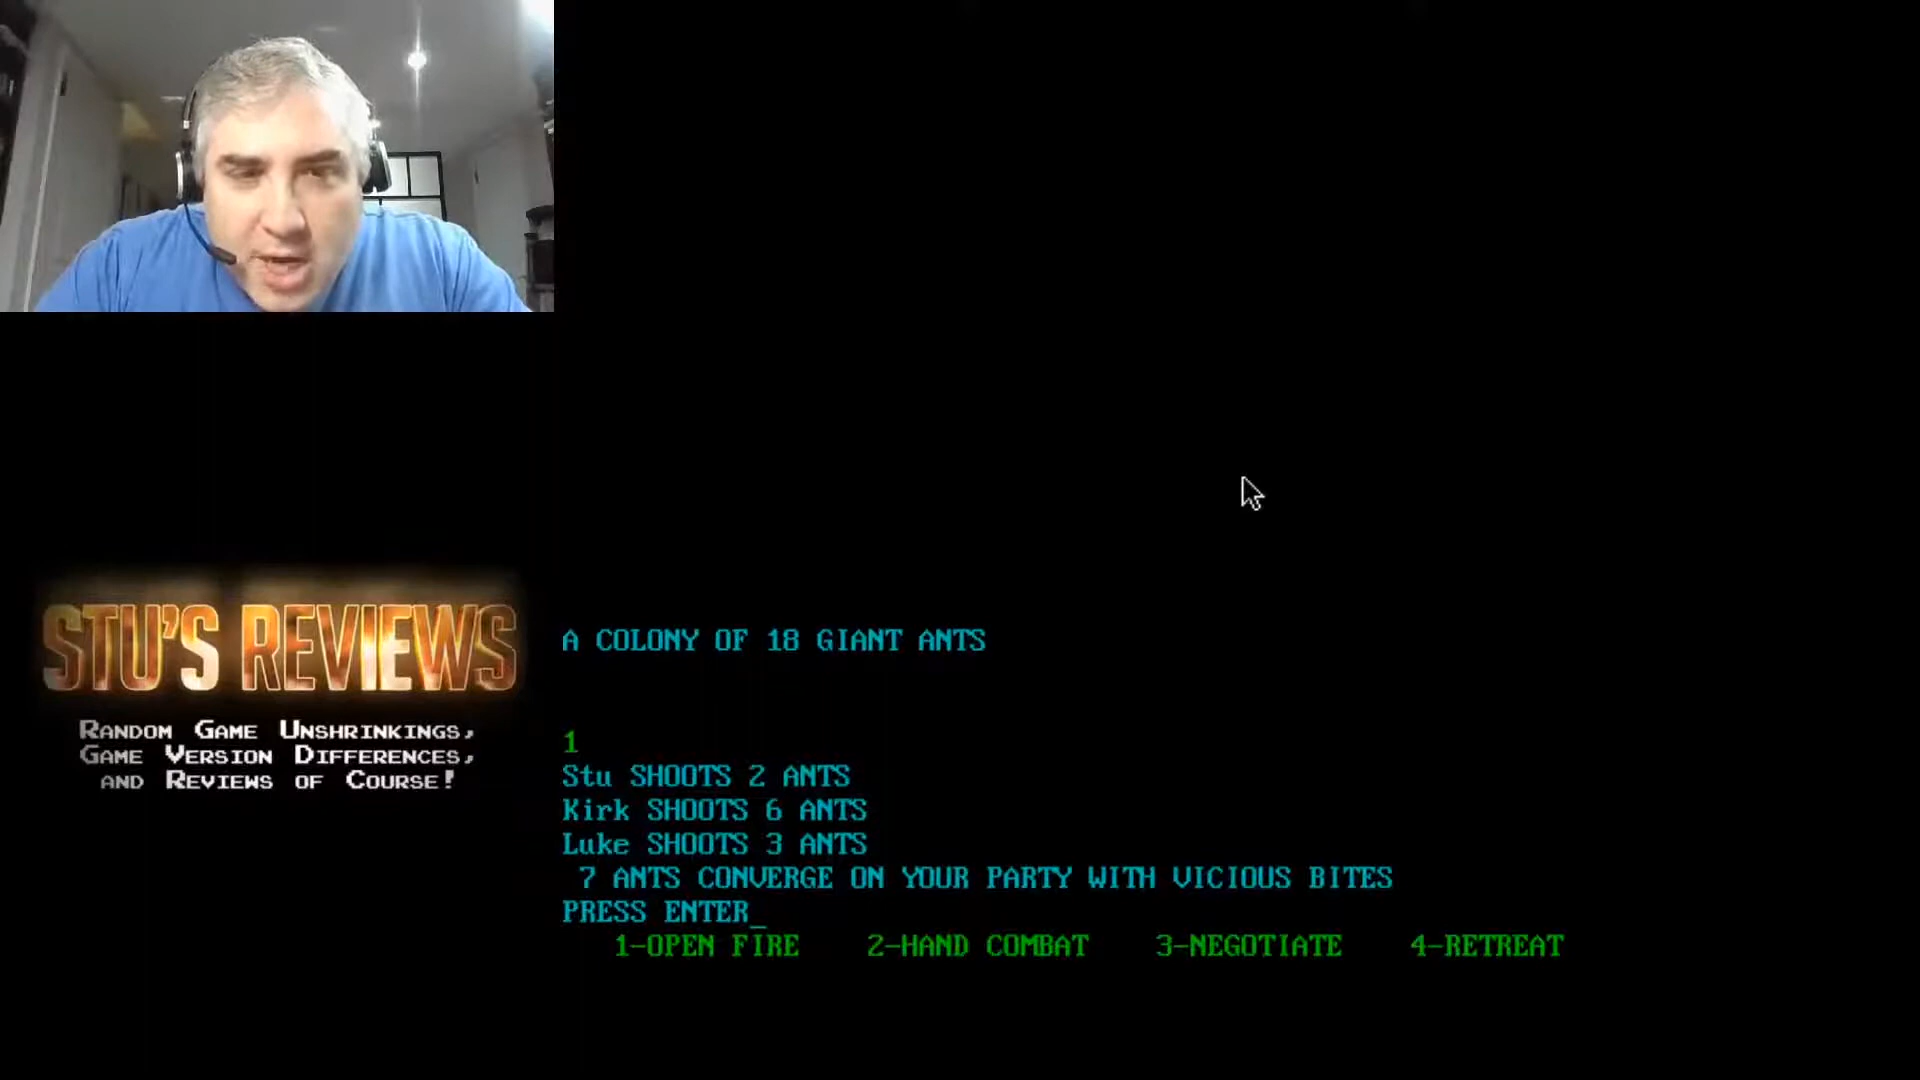 STU'S REVIEWS
RANDOM GAME UNSHRINKINGS,
GAME VERSION DIFFERENCES,
AND REVIEWS OF COURSE!
A COLONY OF 18 GIANT ANTS
1
Stu SHOOTS 2 ANTS
Kirk SHOOTS 6 ANTS
Luke SHOOTS 3 ANTS
7 ANTS CONVERGE ON YOUR PARTY WITH VICIOUS BITES
PRESS ENTER_
1-OPEN FIRE 2-HAND COMBAT 3-NEGOTIATE 4-RETREAT